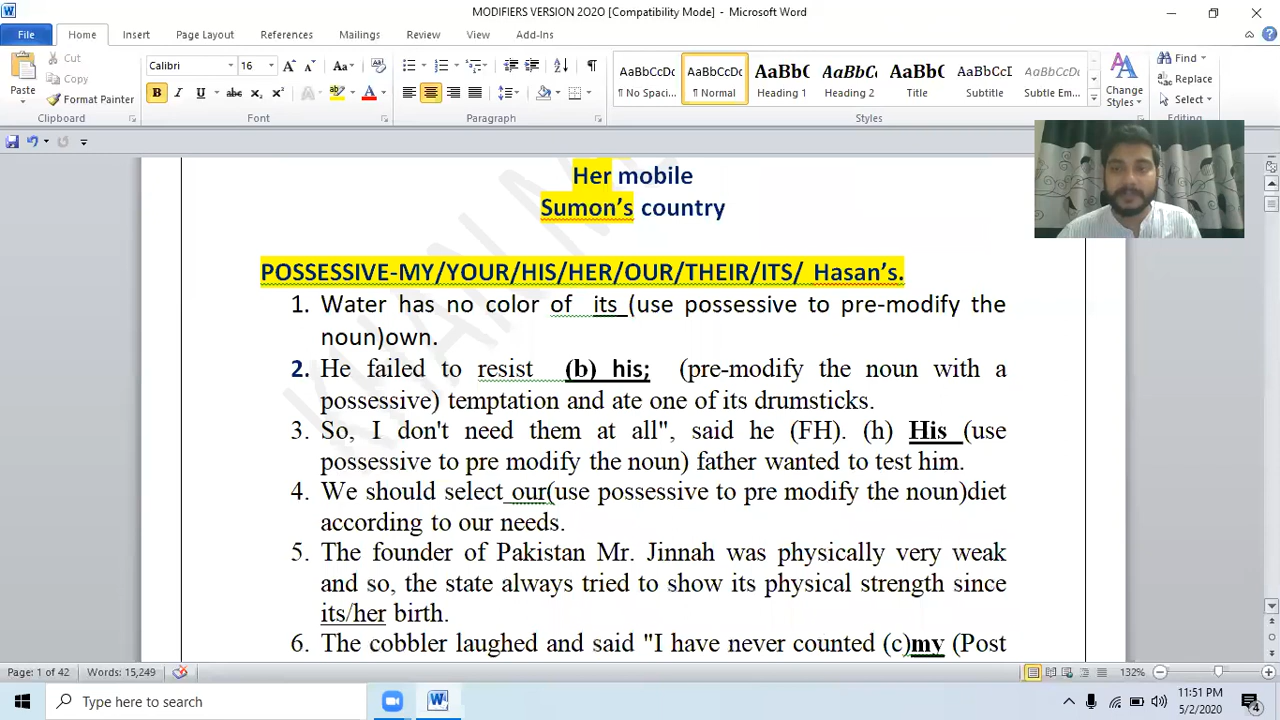 MODIFIERS VERSION 2O2O [Compatibility Mode] - Microsoft Word
File Home Insert Page Layout References Mailings Review View Add-Ins
Paste Cut Copy Format Painter
Calibri 16 Aa
B I U abc x₂ x² A A
AaBbCcDc AaBbCcDc AaBbC AaBbCc AaBbC AaBbCcDc AaBbCcDc
¶ No Spaci... ¶ Normal Heading 1 Heading 2 Title Subtitle Subtle Em...
Change Styles
Find Replace Select
Clipboard Font Paragraph Styles Editing
Her mobile
Sumon's country
POSSESSIVE-MY/YOUR/HIS/HER/OUR/THEIR/ITS/ Hasan's.
1. Water has no color of its (use possessive to pre-modify the
noun)own.
2. He failed to resist (b) his; (pre-modify the noun with a
possessive) temptation and ate one of its drumsticks.
3. So, I don't need them at all", said he (FH). (h) His (use
possessive to pre modify the noun) father wanted to test him.
4. We should select our(use possessive to pre modify the noun)diet
according to our needs.
5. The founder of Pakistan Mr. Jinnah was physically very weak
and so, the state always tried to show its physical strength since
its/her birth.
6. The cobbler laughed and said "I have never counted (c)my (Post
Page: 1 of 42 Words: 15,249 132%
Type here to search
11:51 PM
5/2/2020
4